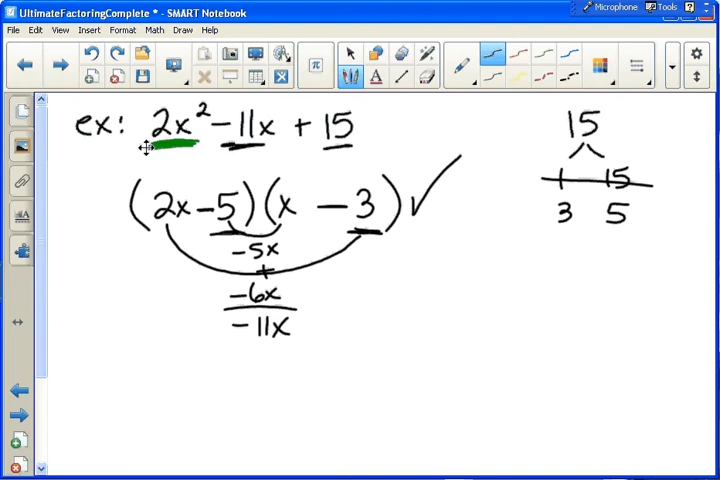 UltimateFactoringComplete * - SMART Notebook
Microphone Tools
File Edit View Insert Format Math Draw Help
ex: 2x² - 11x + 15
(2x - 5)(x - 3) ✓
-5x
+
-6x
-11x
15
1 15
3 5